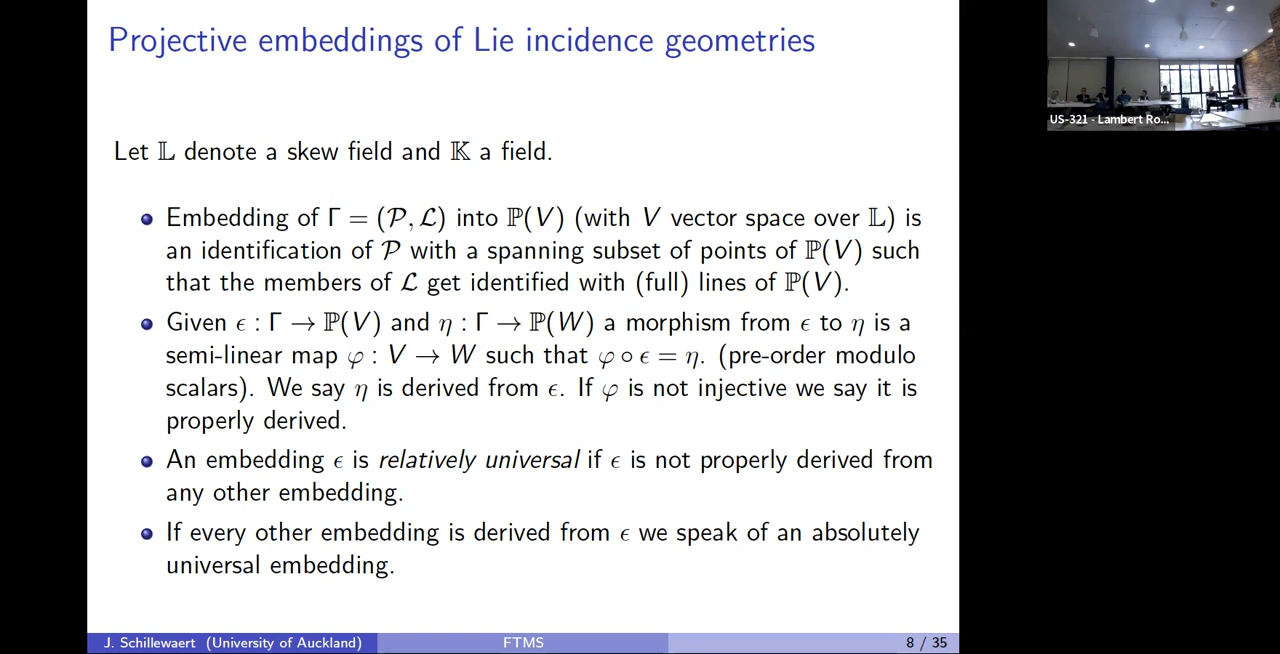 Projective embeddings of Lie incidence geometries
Let 𝕃 denote a skew field and 𝕂 a field.
Embedding of Γ = (𝒫, ℒ) into ℙ(V) (with V vector space over 𝕃) is
an identification of 𝒫 with a spanning subset of points of ℙ(V) such
that the members of ℒ get identified with (full) lines of ℙ(V).
Given ϵ : Γ → ℙ(V) and η : Γ → ℙ(W) a morphism from ϵ to η is a
semi-linear map φ : V → W such that φ ∘ ϵ = η. (pre-order modulo
scalars). We say η is derived from ϵ. If φ is not injective we say it is
properly derived.
An embedding ϵ is relatively universal if ϵ is not properly derived from
any other embedding.
If every other embedding is derived from ϵ we speak of an absolutely
universal embedding.
J. Schillewaert (University of Auckland)
FTMS
8 / 35
US-321 - Lambert Ro...